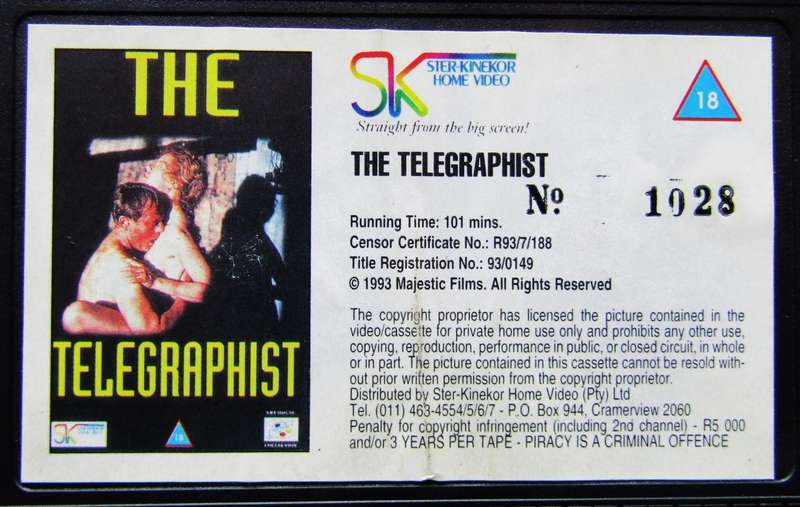 THE
TELEGRAPHIST
18
SK STER-KINEKOR
HOME VIDEO
Straight from the big screen!
18
THE TELEGRAPHIST
Nº 1028
Running Time: 101 mins.
Censor Certificate No.: R93/7/188
Title Registration No.: 93/0149
© 1993 Majestic Films. All Rights Reserved
The copyright proprietor has licensed the picture contained in the
video/cassette for private home use only and prohibits any other use,
copying, reproduction, performance in public, or closed circuit, in whole
or in part. The picture contained in this cassette cannot be resold with-
out prior written permission from the copyright proprietor.
Distributed by Ster-Kinekor Home Video (Pty) Ltd
Tel. (011) 463-4554/5/6/7 - P.O. Box 944, Cramerview 2060
Penalty for copyright infringement (including 2nd channel) - R5 000
and/or 3 YEARS PER TAPE - PIRACY IS A CRIMINAL OFFENCE